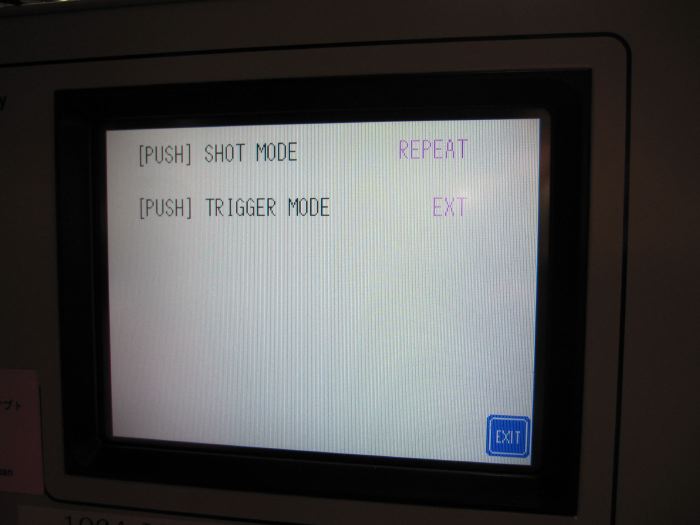 [PUSH] SHOT MODE REPEAT
[PUSH] TRIGGER MODE EXT
EXIT